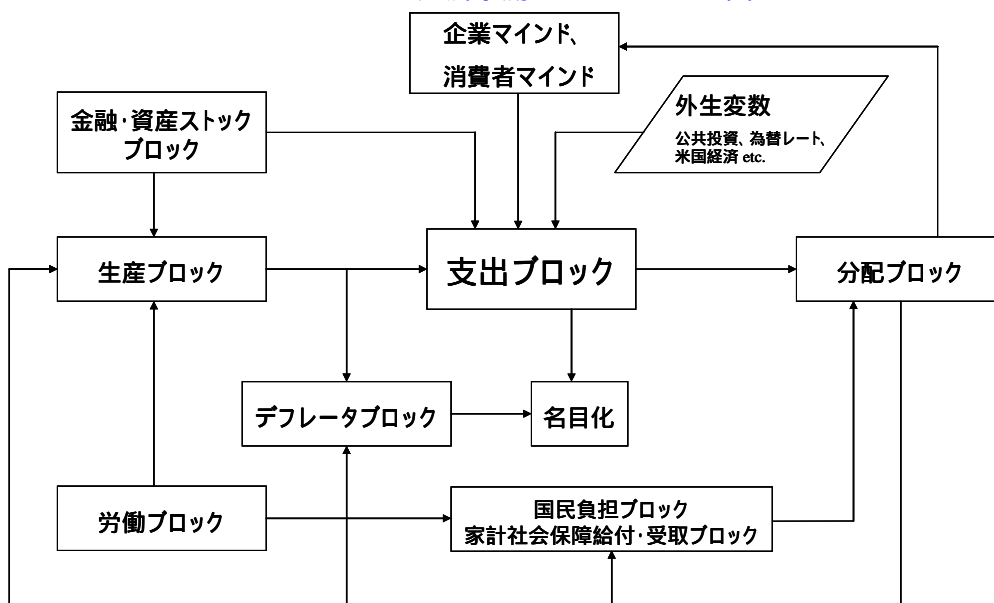 企業マインド、
消費者マインド
金融・資産ストック
ブロック
外生変数
公共投資、為替レート、
米国経済 etc.
生産ブロック
支出ブロック
分配ブロック
デフレータブロック
名目化
労働ブロック
国民負担ブロック
家計社会保障給付・受取ブロック